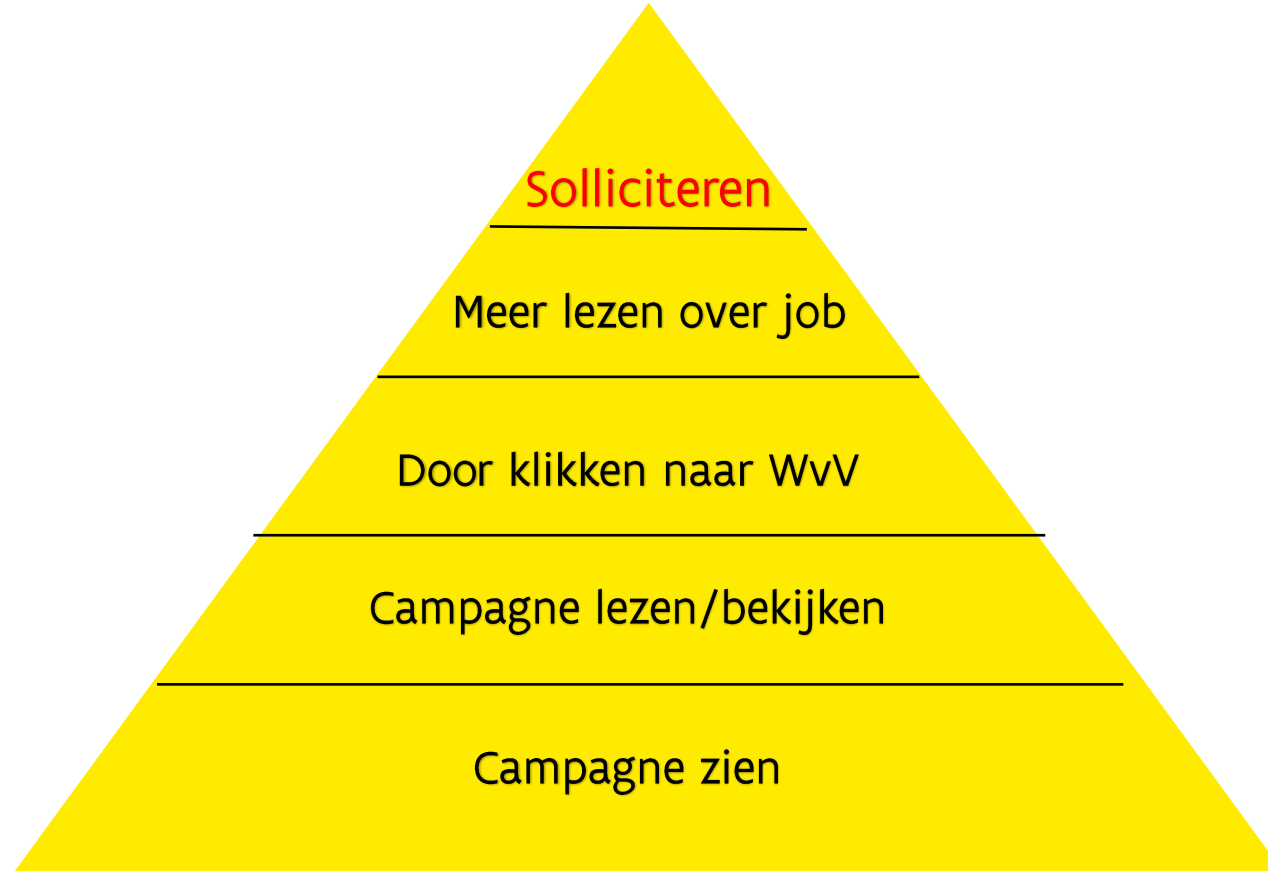 Solliciteren
Meer lezen over job
Door klikken naar WvV
Campagne lezen/bekijken
Campagne zien